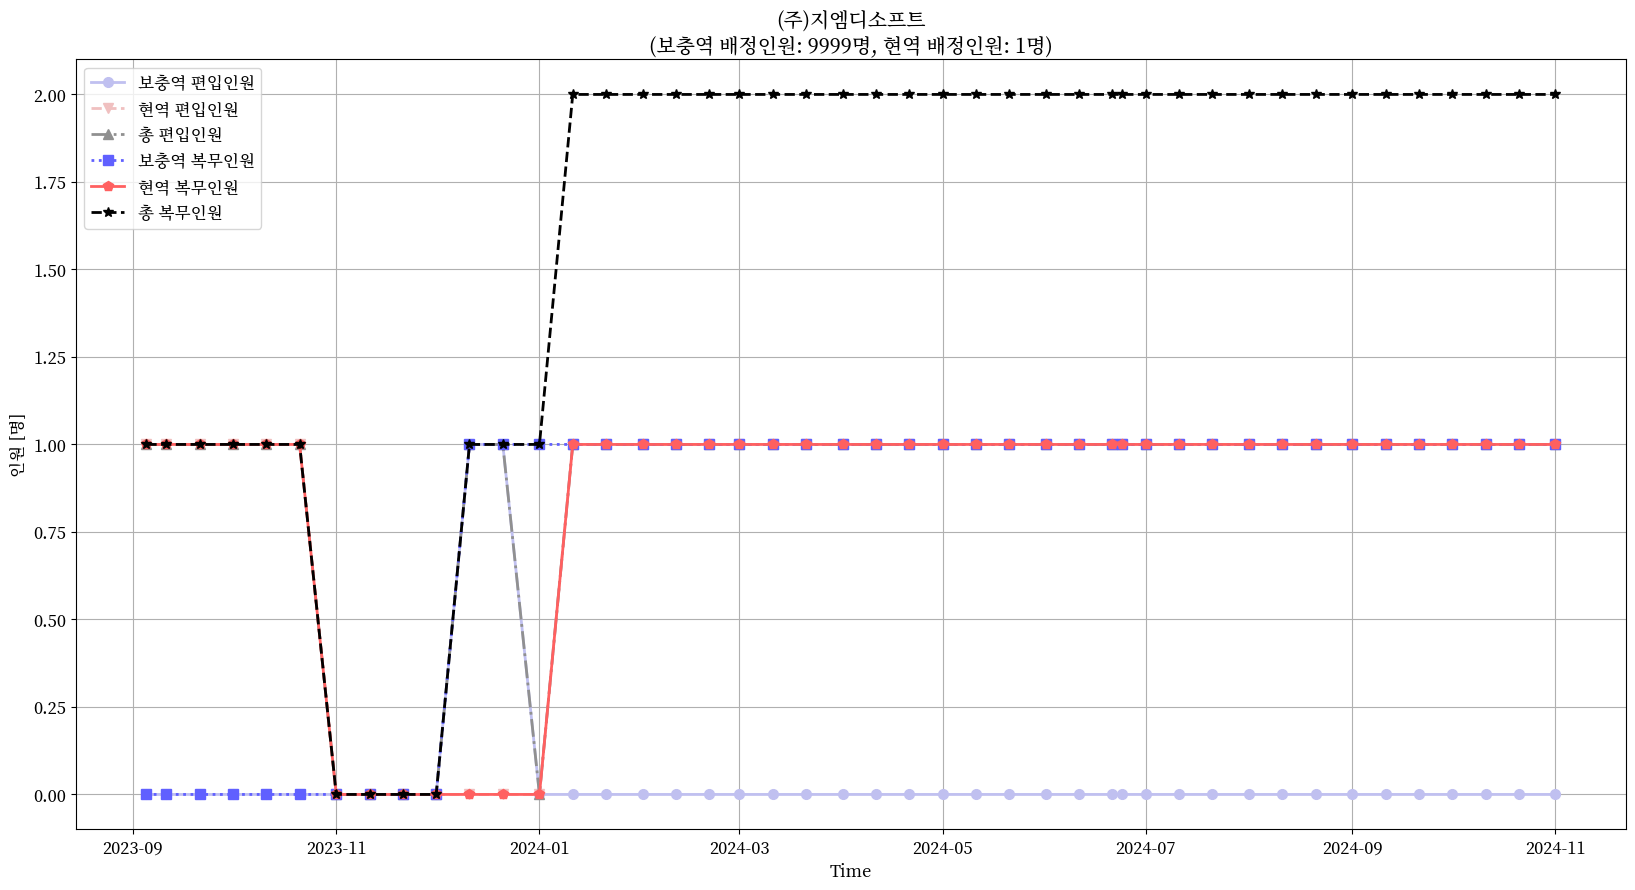 (주)지엠디소프트
(보충역 배정인원: 9999명, 현역 배정인원: 1명)
보충역 편입인원
현역 편입인원
총 편입인원
보충역 복무인원
현역 복무인원
총 복무인원
2.00
1.75
1.50
1.25
1.00
0.75
0.50
0.25
0.00
인원 [명]
2023-09 2023-11 2024-01 2024-03 2024-05 2024-07 2024-09 2024-11
Time